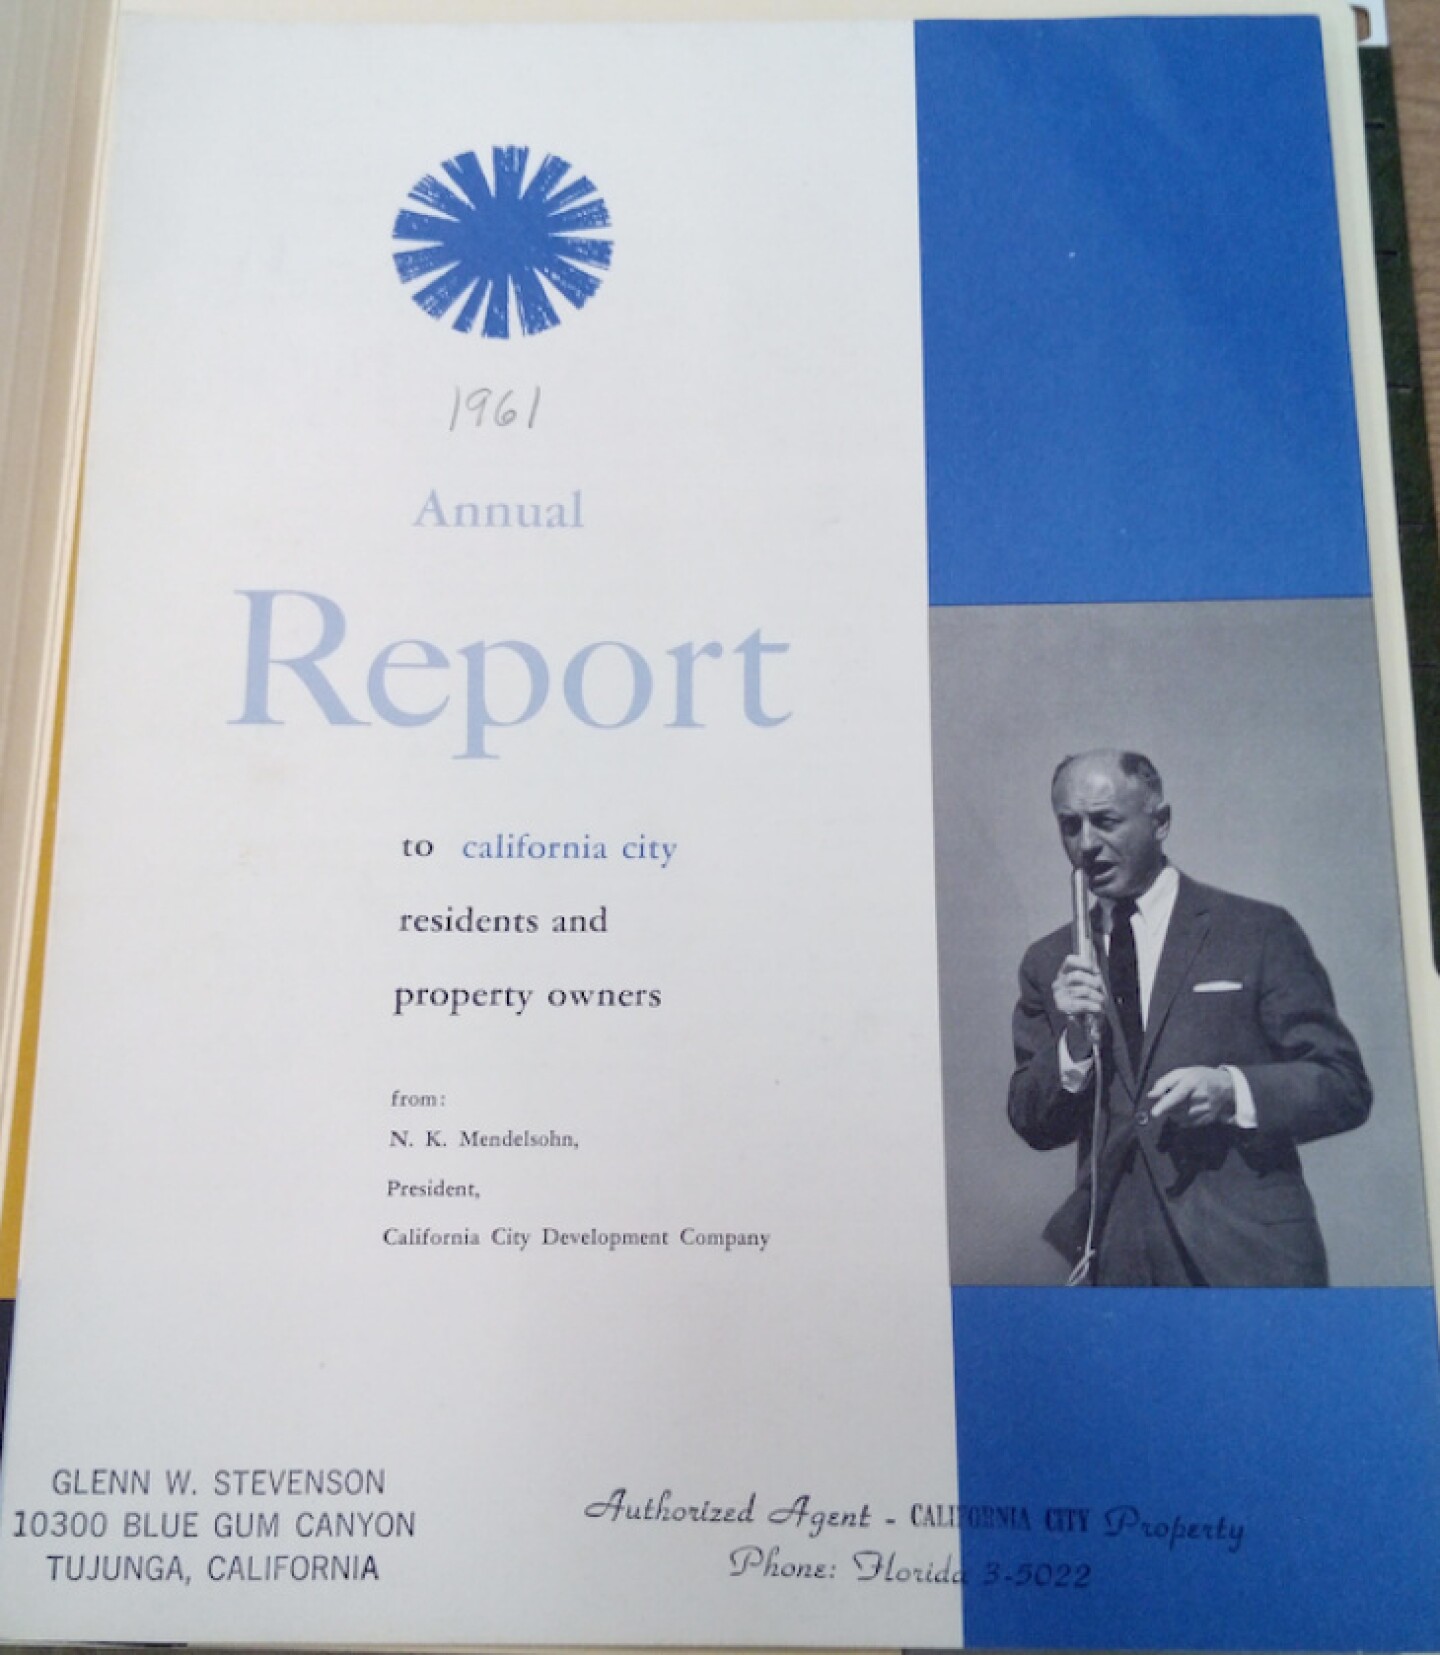 1961
Annual
Report
to california city
residents and
property owners
from:
N. K. Mendelsohn,
President,
California City Development Company
GLENN W. STEVENSON
10300 BLUE GUM CANYON
TUJUNGA, CALIFORNIA
Authorized Agent - CALIFORNIA CITY Property
Phone: Florida 3-5022